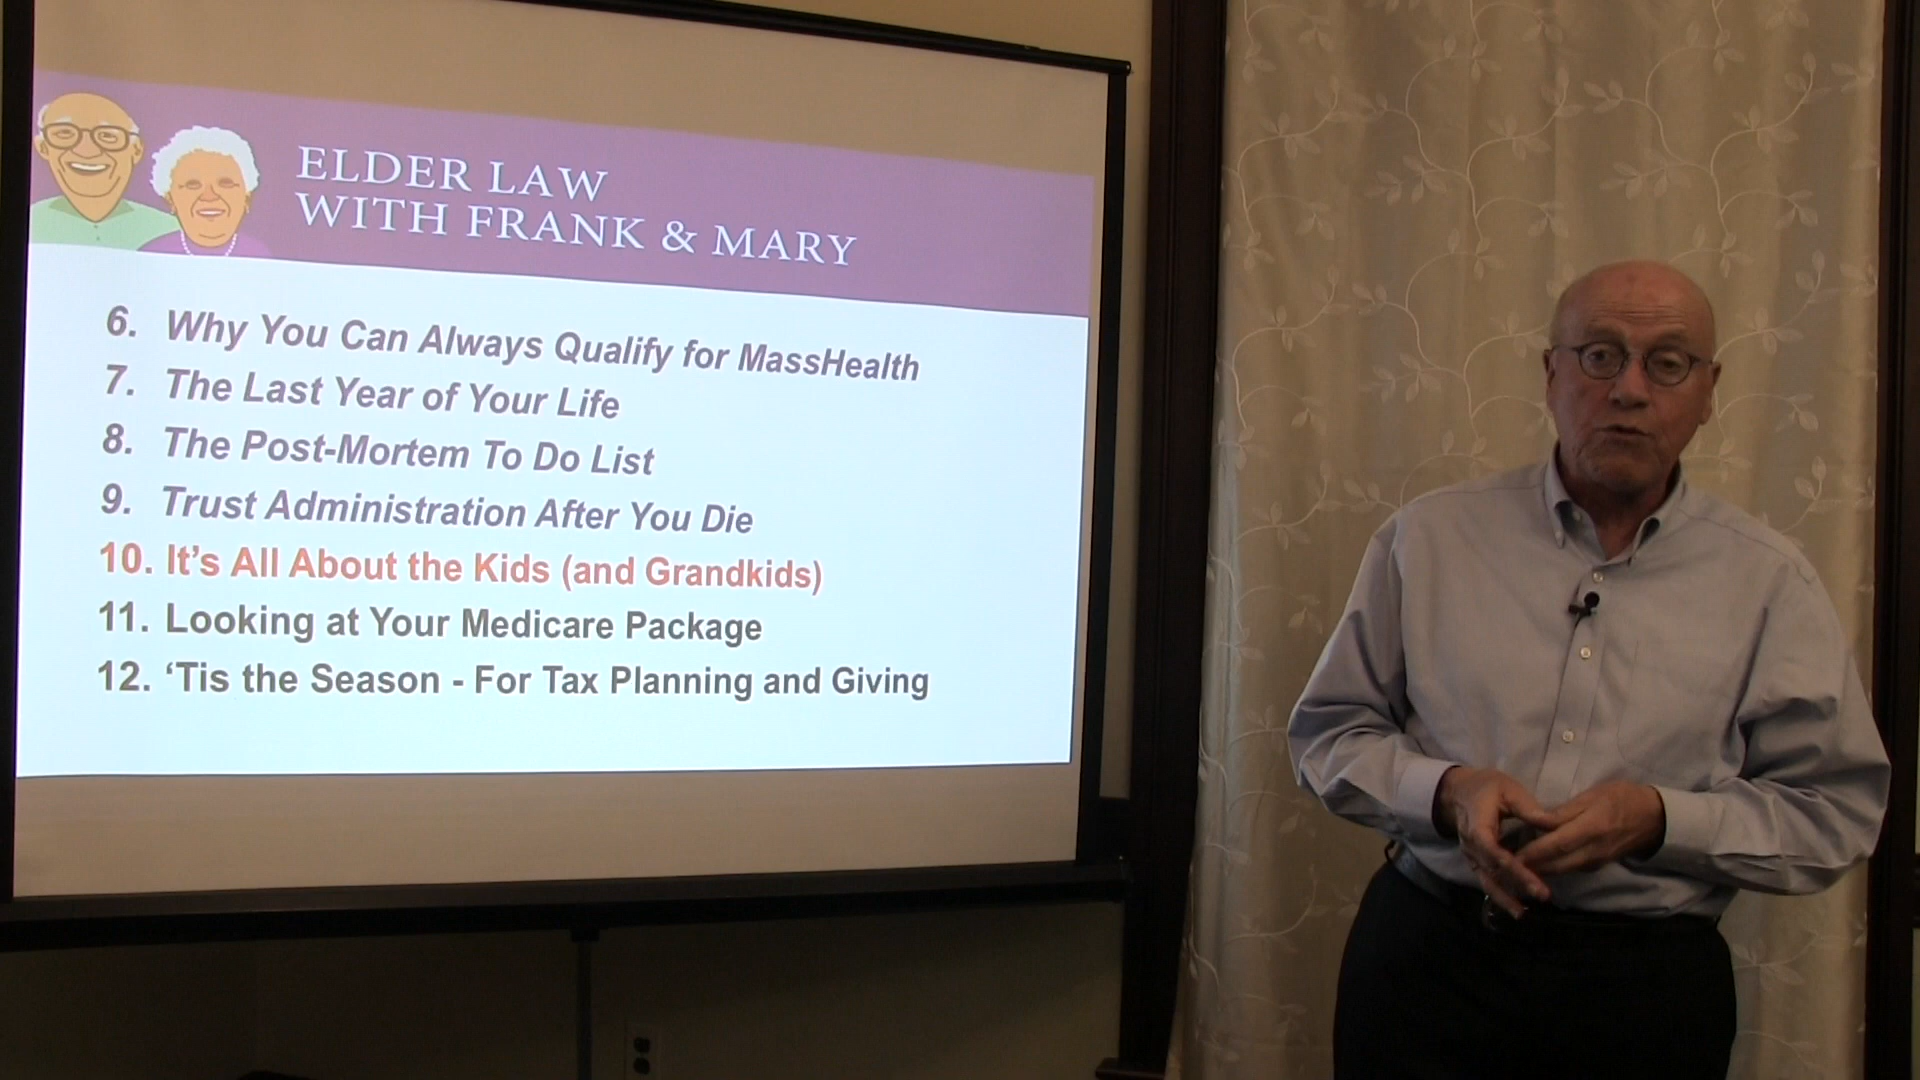 ELDER LAW
WITH FRANK & MARY
6. Why You Can Always Qualify for MassHealth
7. The Last Year of Your Life
8. The Post-Mortem To Do List
9. Trust Administration After You Die
10. It's All About the Kids (and Grandkids)
11. Looking at Your Medicare Package
12. ‘Tis the Season - For Tax Planning and Giving